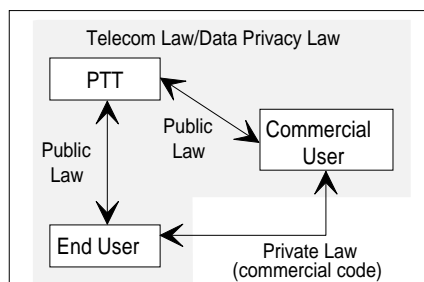 Telecom Law/Data Privacy Law
PTT
Public
Law
Commercial
User
Public
Law
End User
Private Law
(commercial code)